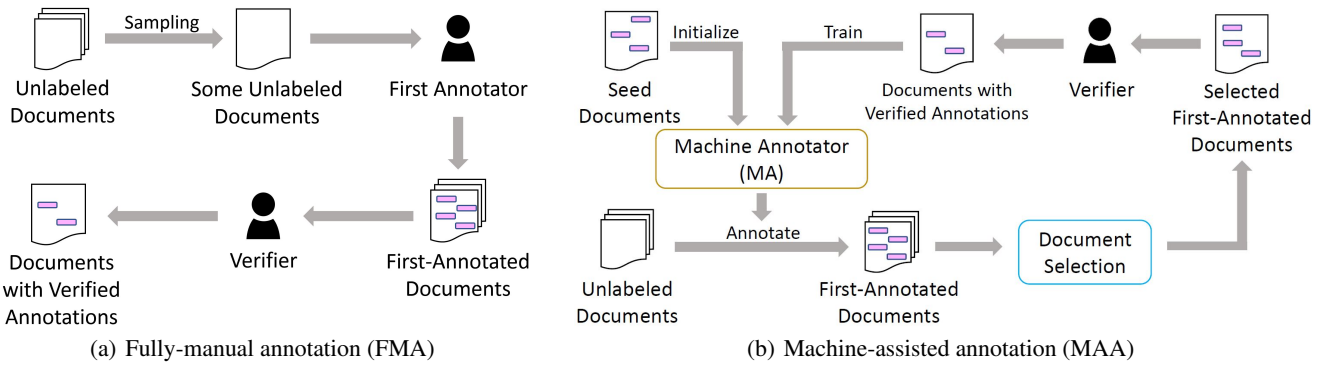 Sampling
Unlabeled
Documents
Some Unlabeled
Documents
First Annotator
Documents
with Verified
Annotations
Verifier
First-Annotated
Documents
(a) Fully-manual annotation (FMA)
Initialize
Train
Seed
Documents
Documents with
Verified Annotations
Verifier
Selected
First-Annotated
Documents
Machine Annotator
(MA)
Annotate
Unlabeled
Documents
First-Annotated
Documents
Document
Selection
(b) Machine-assisted annotation (MAA)